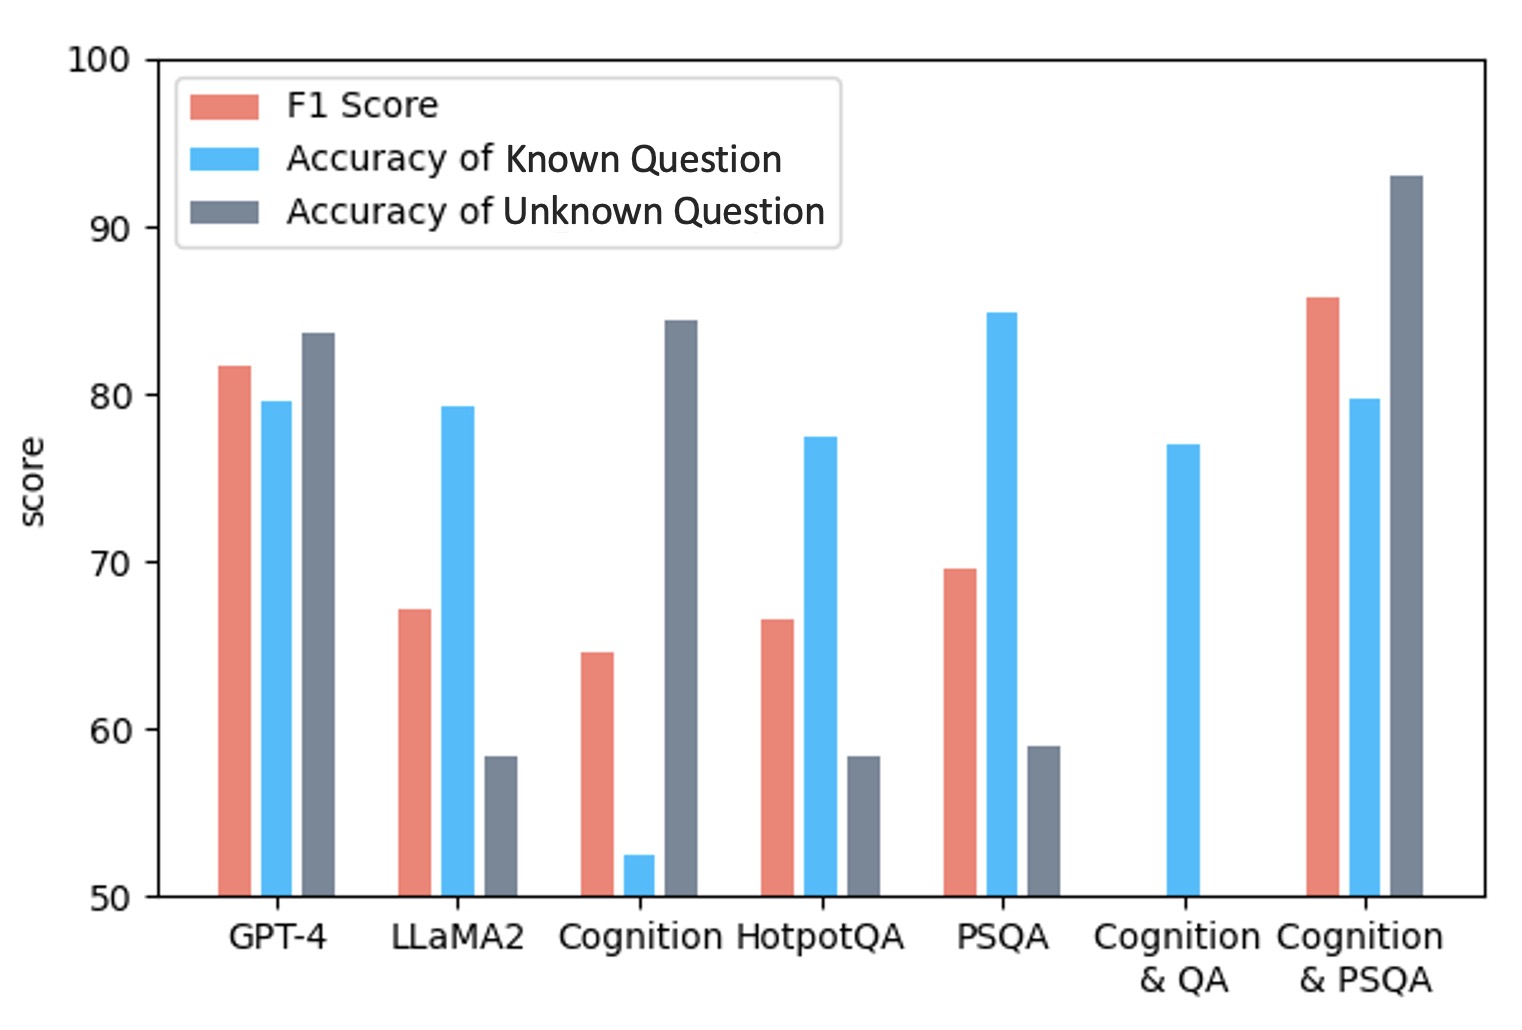 100
90
80
70
60
50
score
F1 Score
Accuracy of Known Question
Accuracy of Unknown Question
GPT-4
LLaMA2
Cognition
HotpotQA
PSQA
Cognition
& QA
Cognition
& PSQA